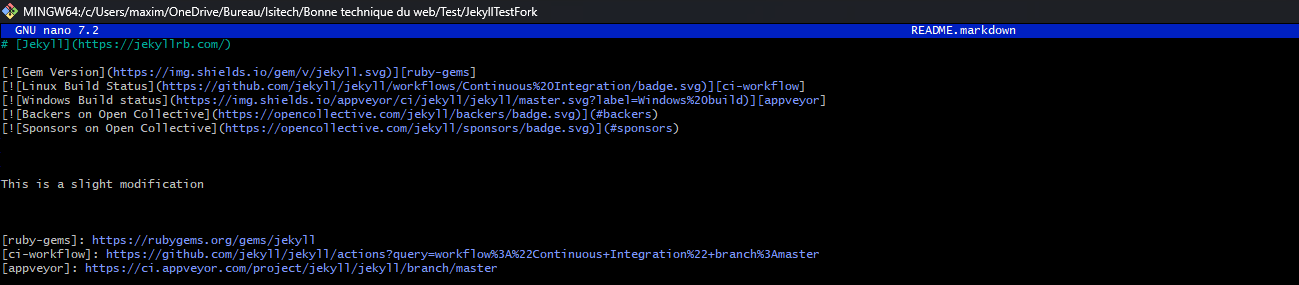 MINGW64:/c/Users/maxim/OneDrive/Bureau/Isitech/Bonne technique du web/Test/JekyllTestFork
GNU nano 7.2 README.markdown
# [Jekyll](https://jekyllrb.com/)
[![Gem Version](https://img.shields.io/gem/v/jekyll.svg)][ruby-gems]
[![Linux Build Status](https://github.com/jekyll/jekyll/workflows/Continuous%20Integration/badge.svg)][ci-workflow]
[![Windows Build status](https://img.shields.io/appveyor/ci/jekyll/jekyll/master.svg?label=Windows%20build)][appveyor]
[![Backers on Open Collective](https://opencollective.com/jekyll/backers/badge.svg)](#backers)
[![Sponsors on Open Collective](https://opencollective.com/jekyll/sponsors/badge.svg)](#sponsors)
This is a slight modification
[ruby-gems]: https://rubygems.org/gems/jekyll
[ci-workflow]: https://github.com/jekyll/jekyll/actions?query=workflow%3A%22Continuous+Integration%22+branch%3Amaster
[appveyor]: https://ci.appveyor.com/project/jekyll/jekyll/branch/master